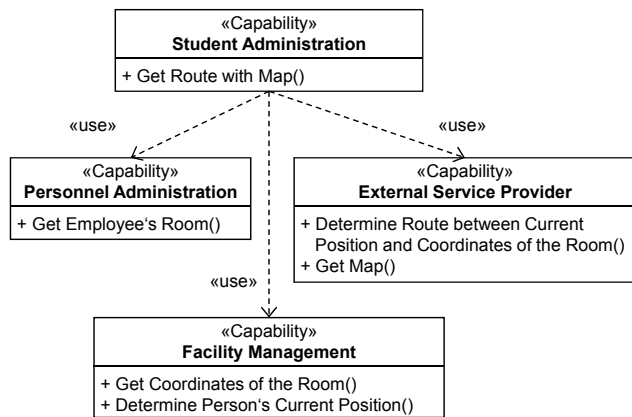 «Capability»
Student Administration
+ Get Route with Map()
«use»
«use»
«Capability»
Personnel Administration
+ Get Employee‘s Room()
«Capability»
External Service Provider
+ Determine Route between Current
Position and Coordinates of the Room()
+ Get Map()
«use»
«Capability»
Facility Management
+ Get Coordinates of the Room()
+ Determine Person‘s Current Position()